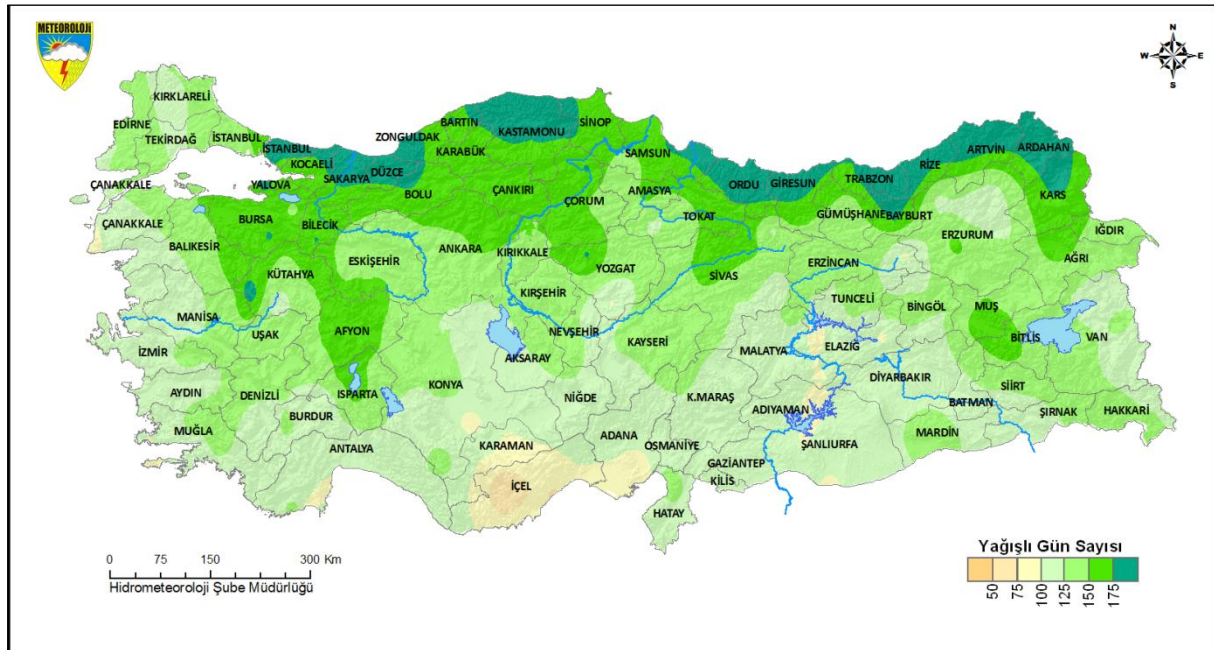 METEOROLOJİ
N
W E
S
KIRKLARELİ
EDİRNE
TEKİRDAĞ
İSTANBUL
İSTANBUL
KOCAELİ
YALOVA
SAKARYA
DÜZCE
ZONGULDAK
BARTIN
KASTAMONU
SİNOP
KARABÜK
SAMSUN
BOLU
ÇANKIRI
ÇORUM
AMASYA
TOKAT
ORDU
GİRESUN
TRABZON
RİZE
ARTVİN
ARDAHAN
KARS
GÜMÜŞHANE
BAYBURT
ERZURUM
IĞDIR
AĞRI
ÇANAKKALE
ÇANAKKALE
BALIKESİR
BURSA
BİLECİK
ESKİŞEHİR
ANKARA
KIRIKKALE
YOZGAT
SİVAS
ERZİNCAN
TUNCELİ
BİNGÖL
MUŞ
BİTLİS
VAN
KÜTAHYA
MANİSA
UŞAK
AFYON
KIRŞEHİR
NEVŞEHİR
KAYSERİ
MALATYA
ELAZIĞ
DİYARBAKIR
BATMAN
SİİRT
ŞIRNAK
HAKKARİ
İZMİR
AYDIN
DENİZLİ
ISPARTA
KONYA
AKSARAY
NİĞDE
K.MARAŞ
ADIYAMAN
ŞANLIURFA
MARDİN
MUĞLA
BURDUR
ANTALYA
KARAMAN
ADANA
OSMANİYE
GAZİANTEP
KİLİS
İÇEL
HATAY
0 75 150 300 Km
Hidrometeoroloji Şube Müdürlüğü
Yağışlı Gün Sayısı
50 75 100 125 150 175